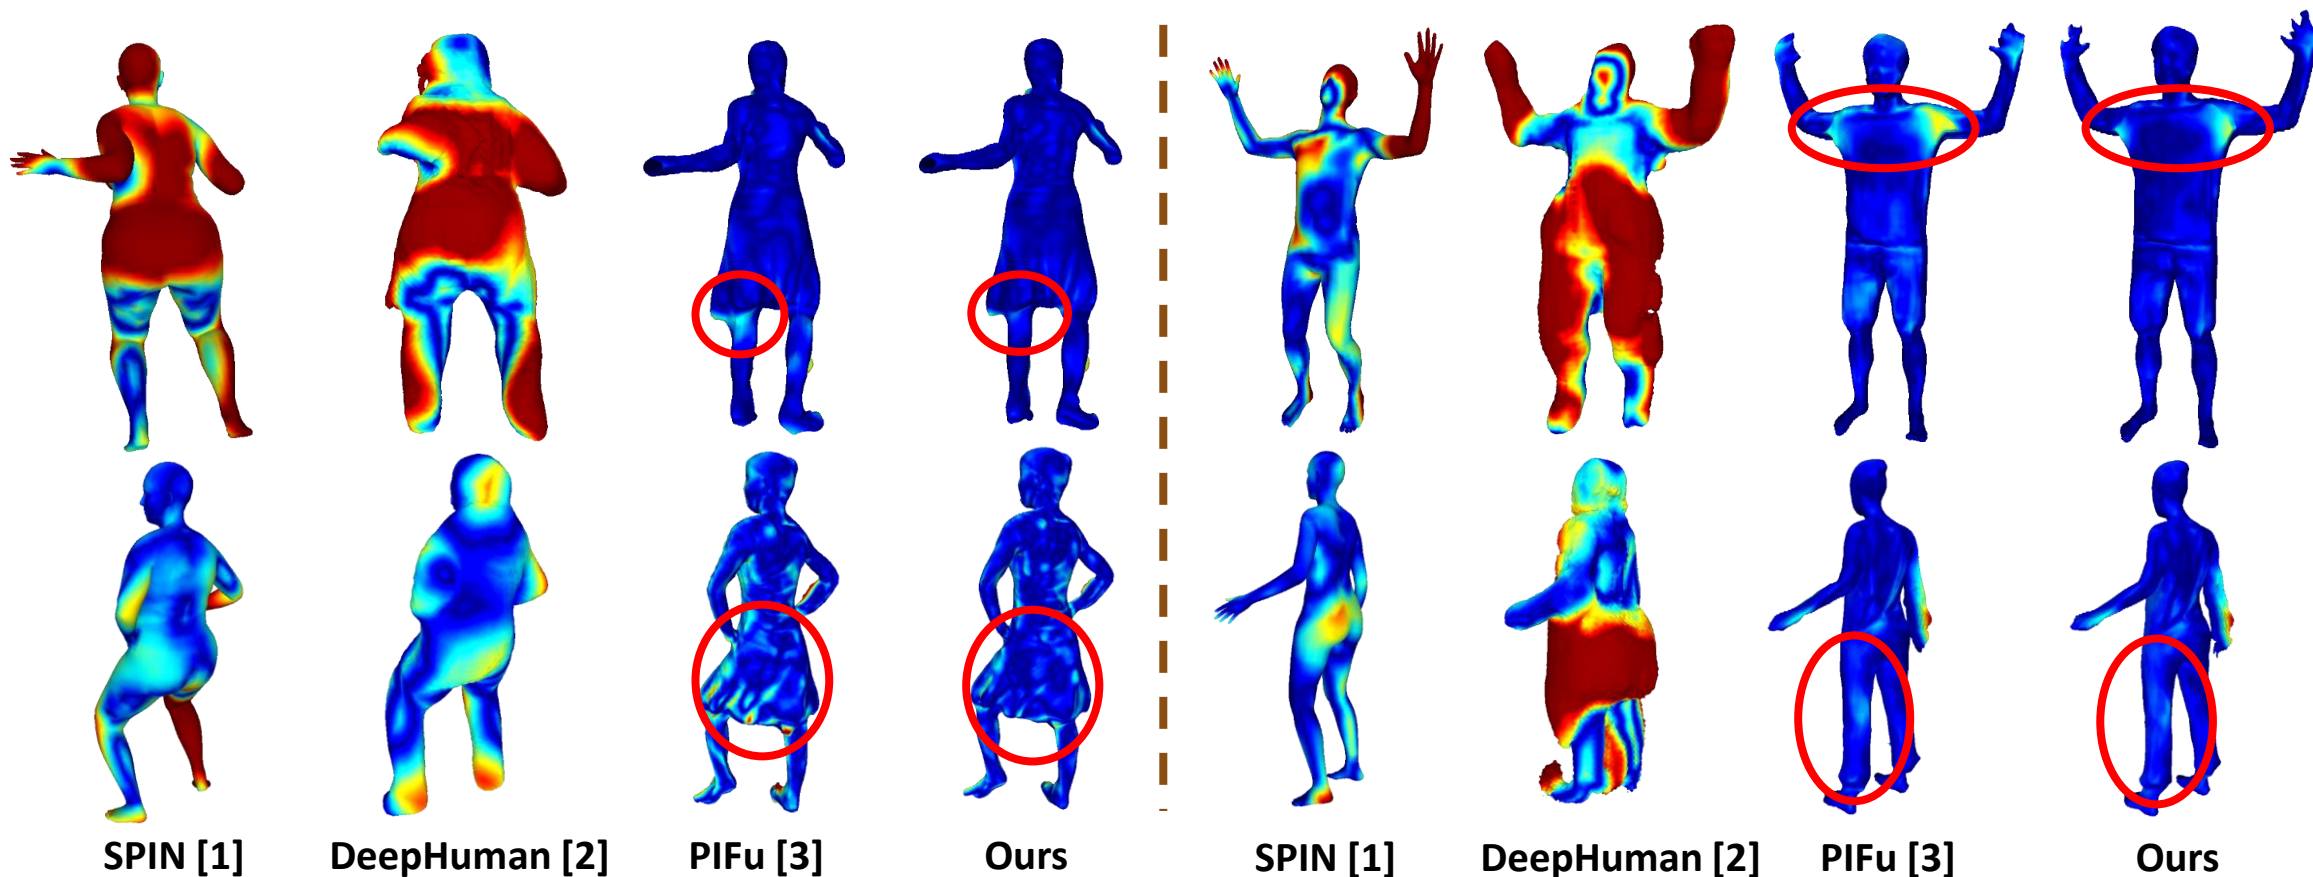 SPIN [1] DeepHuman [2] PIFu [3] Ours SPIN [1] DeepHuman [2] PIFu [3] Ours